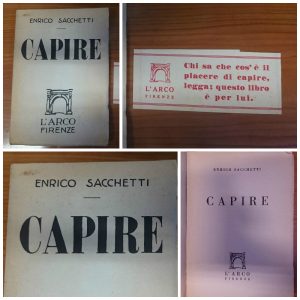 ENRICO SACCHETTI
CAPIRE
L'ARCO
FIRENZE
Chi sa che cos'è il
piacere di capire,
legga: questo libro
è per lui.
L'ARCO
FIRENZE
ENRICO SACCHETTI
CAPIRE
ENRICO SACCHETTI
CAPIRE
L'ARCO
FIRENZE